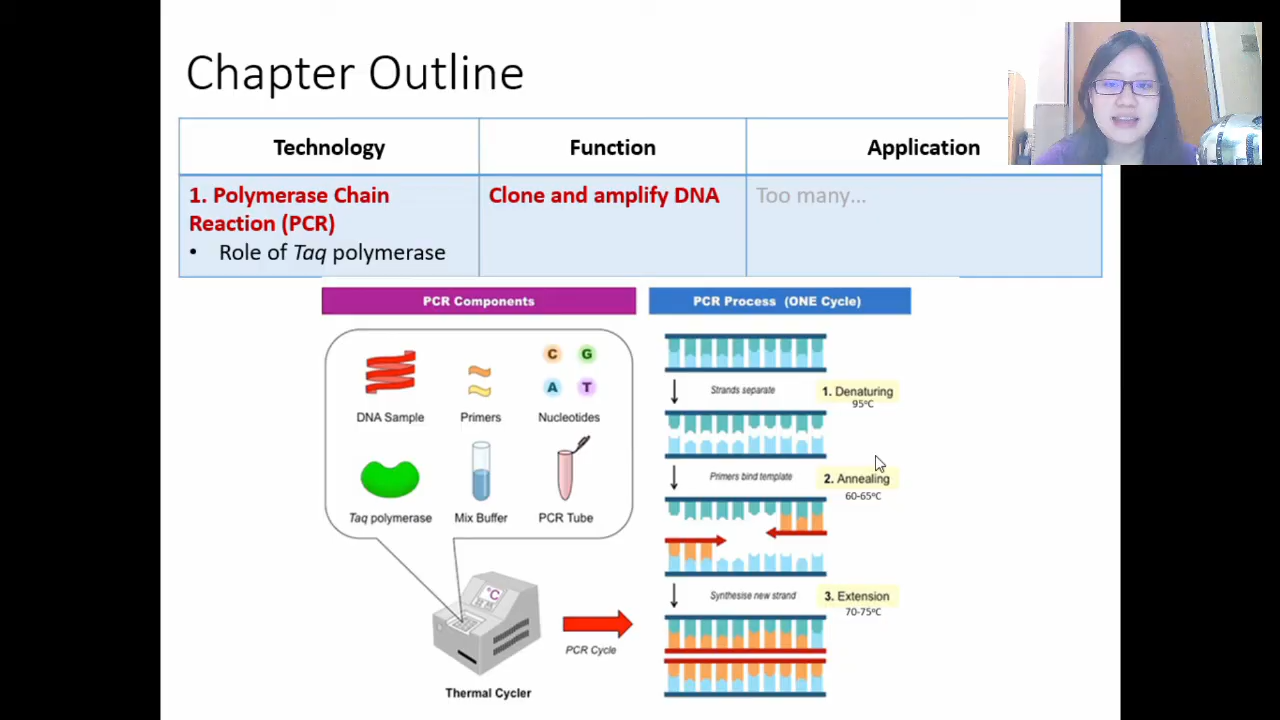 Chapter Outline
Technology
Function
Application
1. Polymerase Chain
Reaction (PCR)
• Role of Taq polymerase
Clone and amplify DNA
Too many...
PCR Components
C
G
A
T
DNA Sample
Primers
Nucleotides
Taq polymerase
Mix Buffer
PCR Tube
°C
PCR Cycle
Thermal Cycler
PCR Process (ONE Cycle)
Strands separate
1. Denaturing
95°C
Primers bind template
2. Annealing
60-65°C
Synthesise new strand
3. Extension
70-75°C